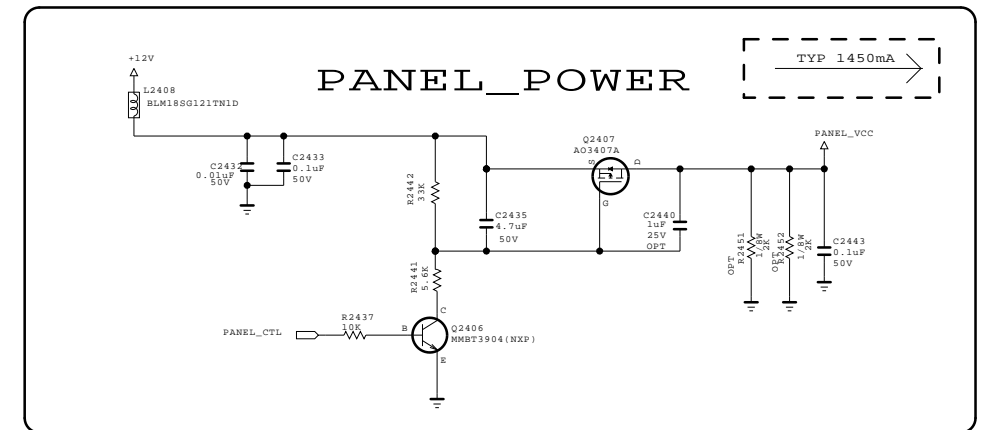 PANEL_POWER
TYP 1450mA
+12V
L2408
BLM18SG121TN1D
C2432
0.01uF
50V
C2433
0.1uF
50V
R2442
33K
C2435
4.7uF
50V
Q2407
AO3407A
S
D
G
C2440
1uF
25V
OPT
PANEL_VCC
OPT
R2451
1/8W
2K
OPT
R2452
1/8W
2K
C2443
0.1uF
50V
R2441
5.6K
PANEL_CTL
R2437
10K
B
C
E
Q2406
MMBT3904(NXP)